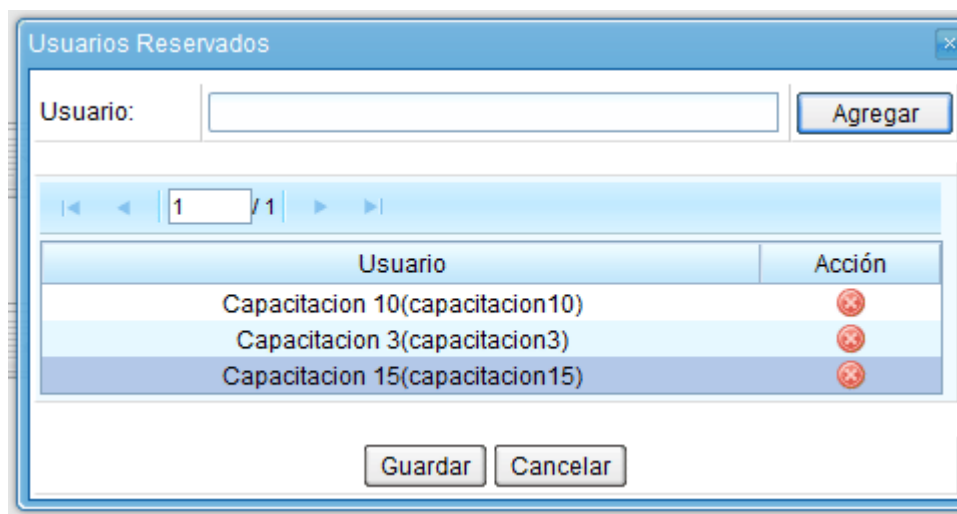 Usuarios Reservados
Usuario: Agregar
1 / 1
Usuario Acción
Capacitacion 10(capacitacion10)
Capacitacion 3(capacitacion3)
Capacitacion 15(capacitacion15)
Guardar Cancelar